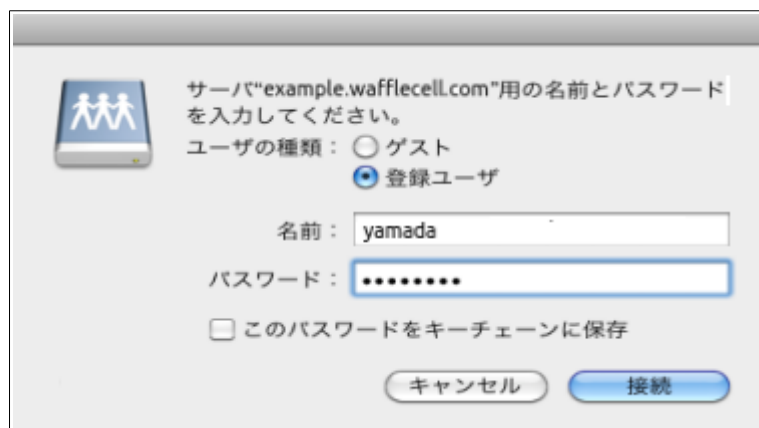 サーバ“example.wafflecell.com”用の名前とパスワード
を入力してください。
ユーザの種類： ゲスト
登録ユーザ
名前： yamada
パスワード： ••••••••
このパスワードをキーチェーンに保存
キャンセル 接続